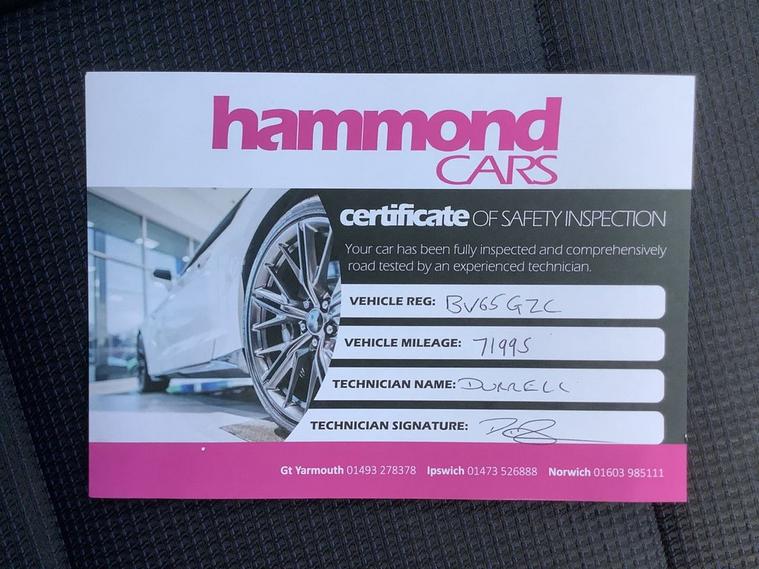 hammond
CARS
certificate OF SAFETY INSPECTION
Your car has been fully inspected and comprehensively
road tested by an experienced technician.
VEHICLE REG: BV65 GZC
VEHICLE MILEAGE: 71995
TECHNICIAN NAME: DURRELL
TECHNICIAN SIGNATURE:
Gt Yarmouth 01493 278378 Ipswich 01473 526888 Norwich 01603 985111